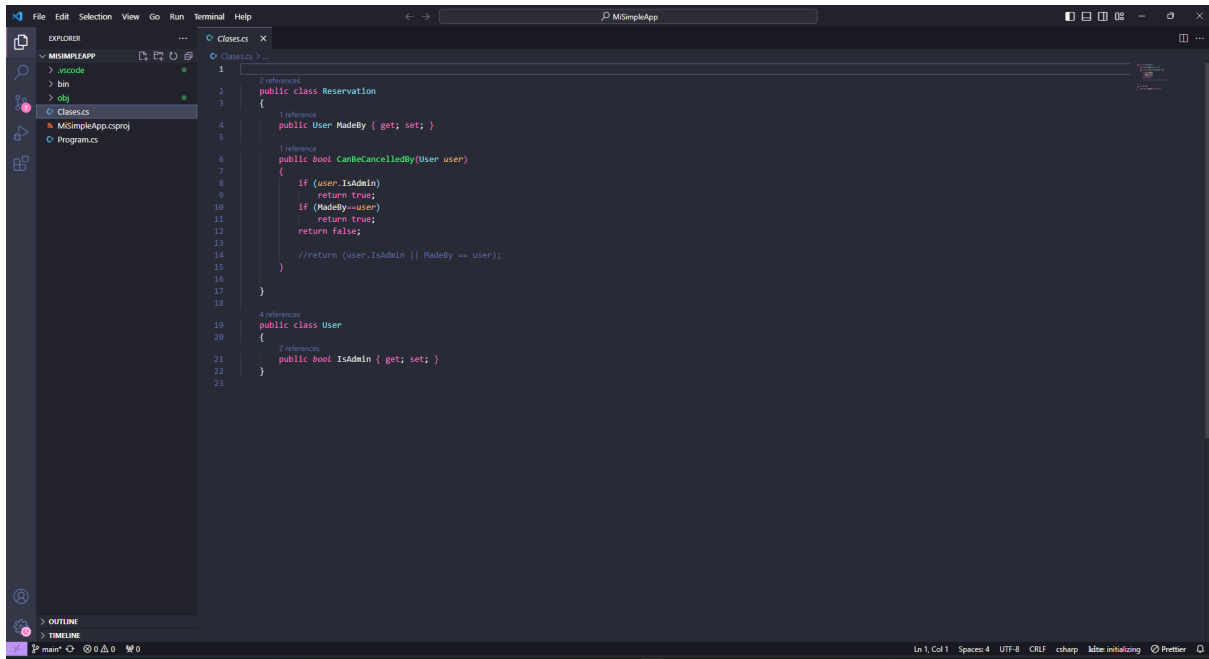 File Edit Selection View Go Run Terminal Help
MiSimpleApp
EXPLORER
MISIMPLEAPP
.vscode
bin
obj
Clases.cs
MiSimpleApp.csproj
Program.cs
OUTLINE
TIMELINE
Clases.cs
Clases.cs > ...
1
2 references
2 public class Reservation
3 {
1 reference
4 public User MadeBy { get; set; }
5
1 reference
6 public bool CanBeCancelledBy(User user)
7 {
8 if (user.IsAdmin)
9 return true;
10 if (MadeBy==user)
11 return true;
12 return false;
13
14 //return (user.IsAdmin || MadeBy == user);
15 }
16
17 }
18
4 references
19 public class User
20 {
2 references
21 public bool IsAdmin { get; set; }
22 }
23
main* 0 0 0 Ln 1, Col 1 Spaces: 4 UTF-8 CRLF csharp initializing Prettier